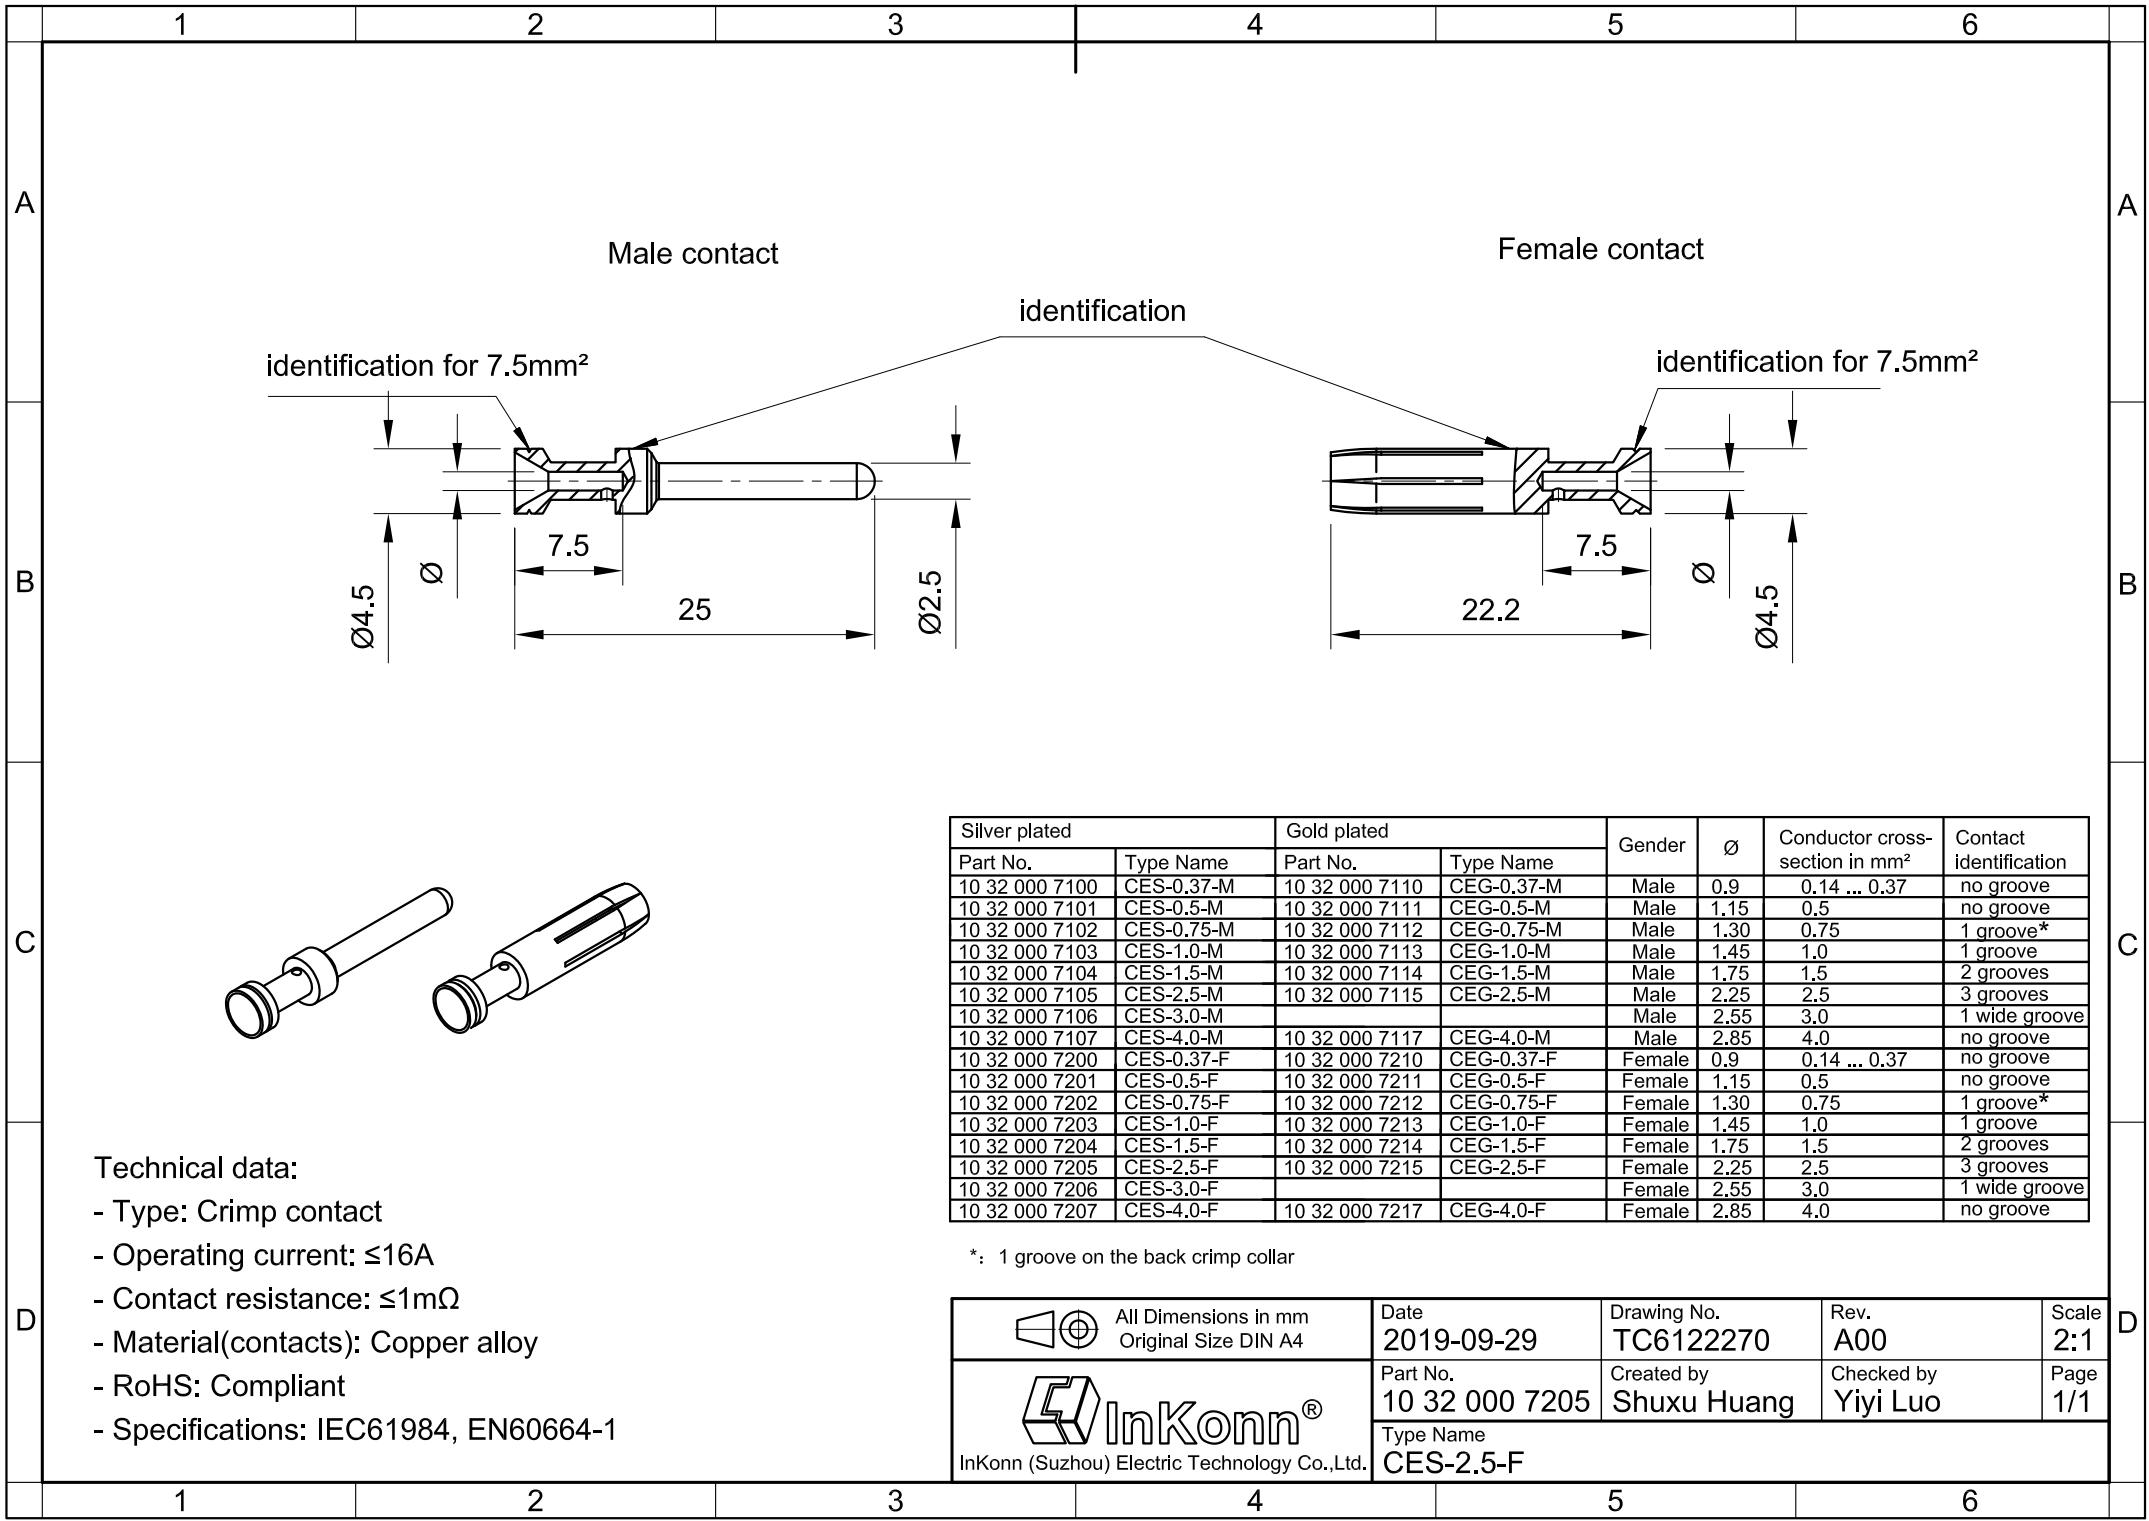 1 2 3 4 5 6
A A
Male contact
Female contact
identification
identification for 7.5mm²
identification for 7.5mm²
7.5
7.5
Ø
Ø
B B
Ø4.5
25
Ø2.5
22.2
Ø4.5
Silver plated Gold plated Gender Ø Conductor cross-section in mm² Contact identification
Part No. Type Name Part No. Type Name
10 32 000 7100 CES-0.37-M 10 32 000 7110 CEG-0.37-M Male 0.9 0.14 ... 0.37 no groove
10 32 000 7101 CES-0.5-M 10 32 000 7111 CEG-0.5-M Male 1.15 0.5 no groove
10 32 000 7102 CES-0.75-M 10 32 000 7112 CEG-0.75-M Male 1.30 0.75 1 groove*
10 32 000 7103 CES-1.0-M 10 32 000 7113 CEG-1.0-M Male 1.45 1.0 1 groove
10 32 000 7104 CES-1.5-M 10 32 000 7114 CEG-1.5-M Male 1.75 1.5 2 grooves
10 32 000 7105 CES-2.5-M 10 32 000 7115 CEG-2.5-M Male 2.25 2.5 3 grooves
10 32 000 7106 CES-3.0-M Male 2.55 3.0 1 wide groove
10 32 000 7107 CES-4.0-M 10 32 000 7117 CEG-4.0-M Male 2.85 4.0 no groove
10 32 000 7200 CES-0.37-F 10 32 000 7210 CEG-0.37-F Female 0.9 0.14 ... 0.37 no groove
10 32 000 7201 CES-0.5-F 10 32 000 7211 CEG-0.5-F Female 1.15 0.5 no groove
10 32 000 7202 CES-0.75-F 10 32 000 7212 CEG-0.75-F Female 1.30 0.75 1 groove*
10 32 000 7203 CES-1.0-F 10 32 000 7213 CEG-1.0-F Female 1.45 1.0 1 groove
10 32 000 7204 CES-1.5-F 10 32 000 7214 CEG-1.5-F Female 1.75 1.5 2 grooves
10 32 000 7205 CES-2.5-F 10 32 000 7215 CEG-2.5-F Female 2.25 2.5 3 grooves
10 32 000 7206 CES-3.0-F Female 2.55 3.0 1 wide groove
10 32 000 7207 CES-4.0-F 10 32 000 7217 CEG-4.0-F Female 2.85 4.0 no groove
*: 1 groove on the back crimp collar
C C
Technical data:
- Type: Crimp contact
- Operating current: ≤16A
- Contact resistance: ≤1mΩ
- Material(contacts): Copper alloy
- RoHS: Compliant
- Specifications: IEC61984, EN60664-1
D D
All Dimensions in mm
Original Size DIN A4
Date
2019-09-29
Drawing No.
TC6122270
Rev.
A00
Scale
2:1
InKonn®
InKonn (Suzhou) Electric Technology Co.,Ltd.
Part No.
10 32 000 7205
Created by
Shuxu Huang
Checked by
Yiyi Luo
Page
1/1
Type Name
CES-2.5-F
1 2 3 4 5 6